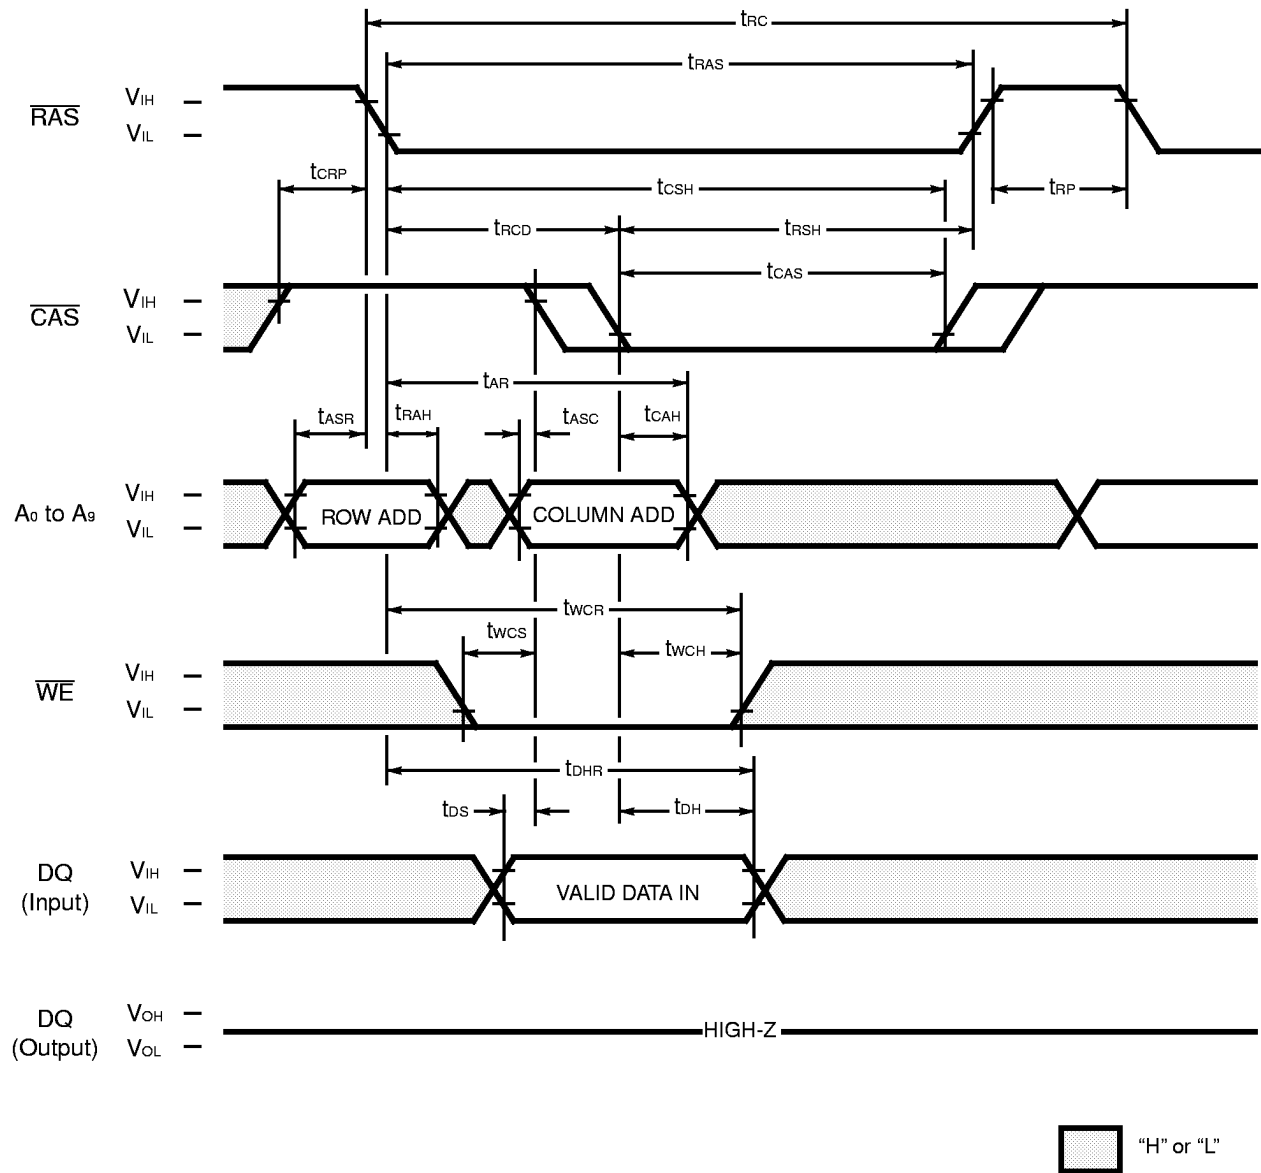 tRC
tRAS
RAS
VIH
VIL
tCRP
tCSH
tRP
tRCD
tRSH
tCAS
CAS
VIH
VIL
tAR
tASR
tRAH
tASC
tCAH
A0 to A9
VIH
VIL
ROW ADD
COLUMN ADD
tWCR
tWCS
tWCH
WE
VIH
VIL
tDHR
tDS
tDH
DQ
(Input)
VIH
VIL
VALID DATA IN
DQ
(Output)
VOH
VOL
HIGH-Z
“H” or “L”